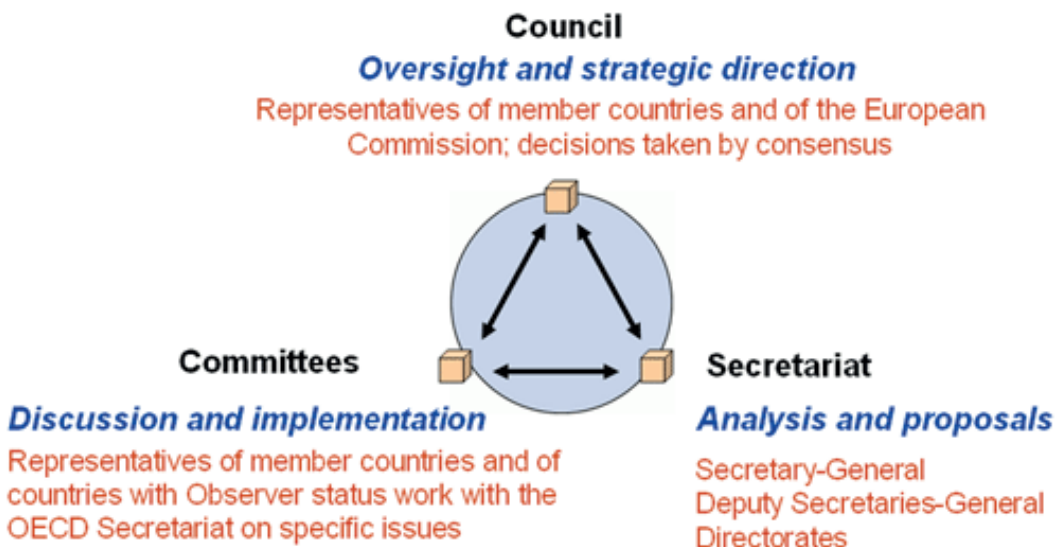 Council
Oversight and strategic direction
Representatives of member countries and of the European
Commission; decisions taken by consensus
Committees
Discussion and implementation
Representatives of member countries and of
countries with Observer status work with the
OECD Secretariat on specific issues
Secretariat
Analysis and proposals
Secretary-General
Deputy Secretaries-General
Directorates